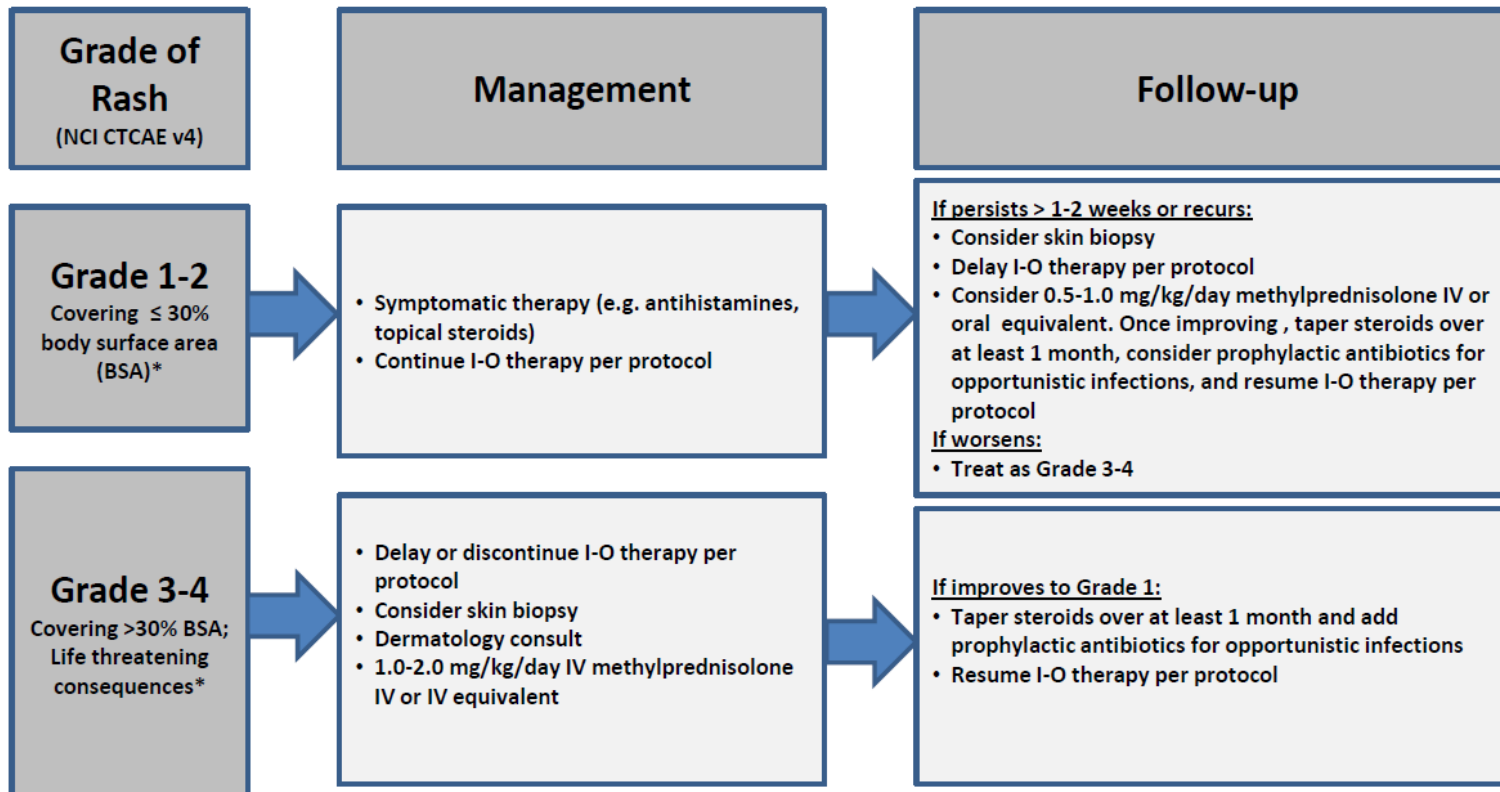 Grade of
Rash
(NCI CTCAE v4)
Management
Follow-up
Grade 1-2
Covering ≤ 30%
body surface area
(BSA)*
• Symptomatic therapy (e.g. antihistamines,
topical steroids)
• Continue I-O therapy per protocol
If persists > 1-2 weeks or recurs:
• Consider skin biopsy
• Delay I-O therapy per protocol
• Consider 0.5-1.0 mg/kg/day methylprednisolone IV or
oral equivalent. Once improving , taper steroids over
at least 1 month, consider prophylactic antibiotics for
opportunistic infections, and resume I-O therapy per
protocol
If worsens:
• Treat as Grade 3-4
Grade 3-4
Covering >30% BSA;
Life threatening
consequences*
• Delay or discontinue I-O therapy per
protocol
• Consider skin biopsy
• Dermatology consult
• 1.0-2.0 mg/kg/day IV methylprednisolone
IV or IV equivalent
If improves to Grade 1:
• Taper steroids over at least 1 month and add
prophylactic antibiotics for opportunistic infections
• Resume I-O therapy per protocol